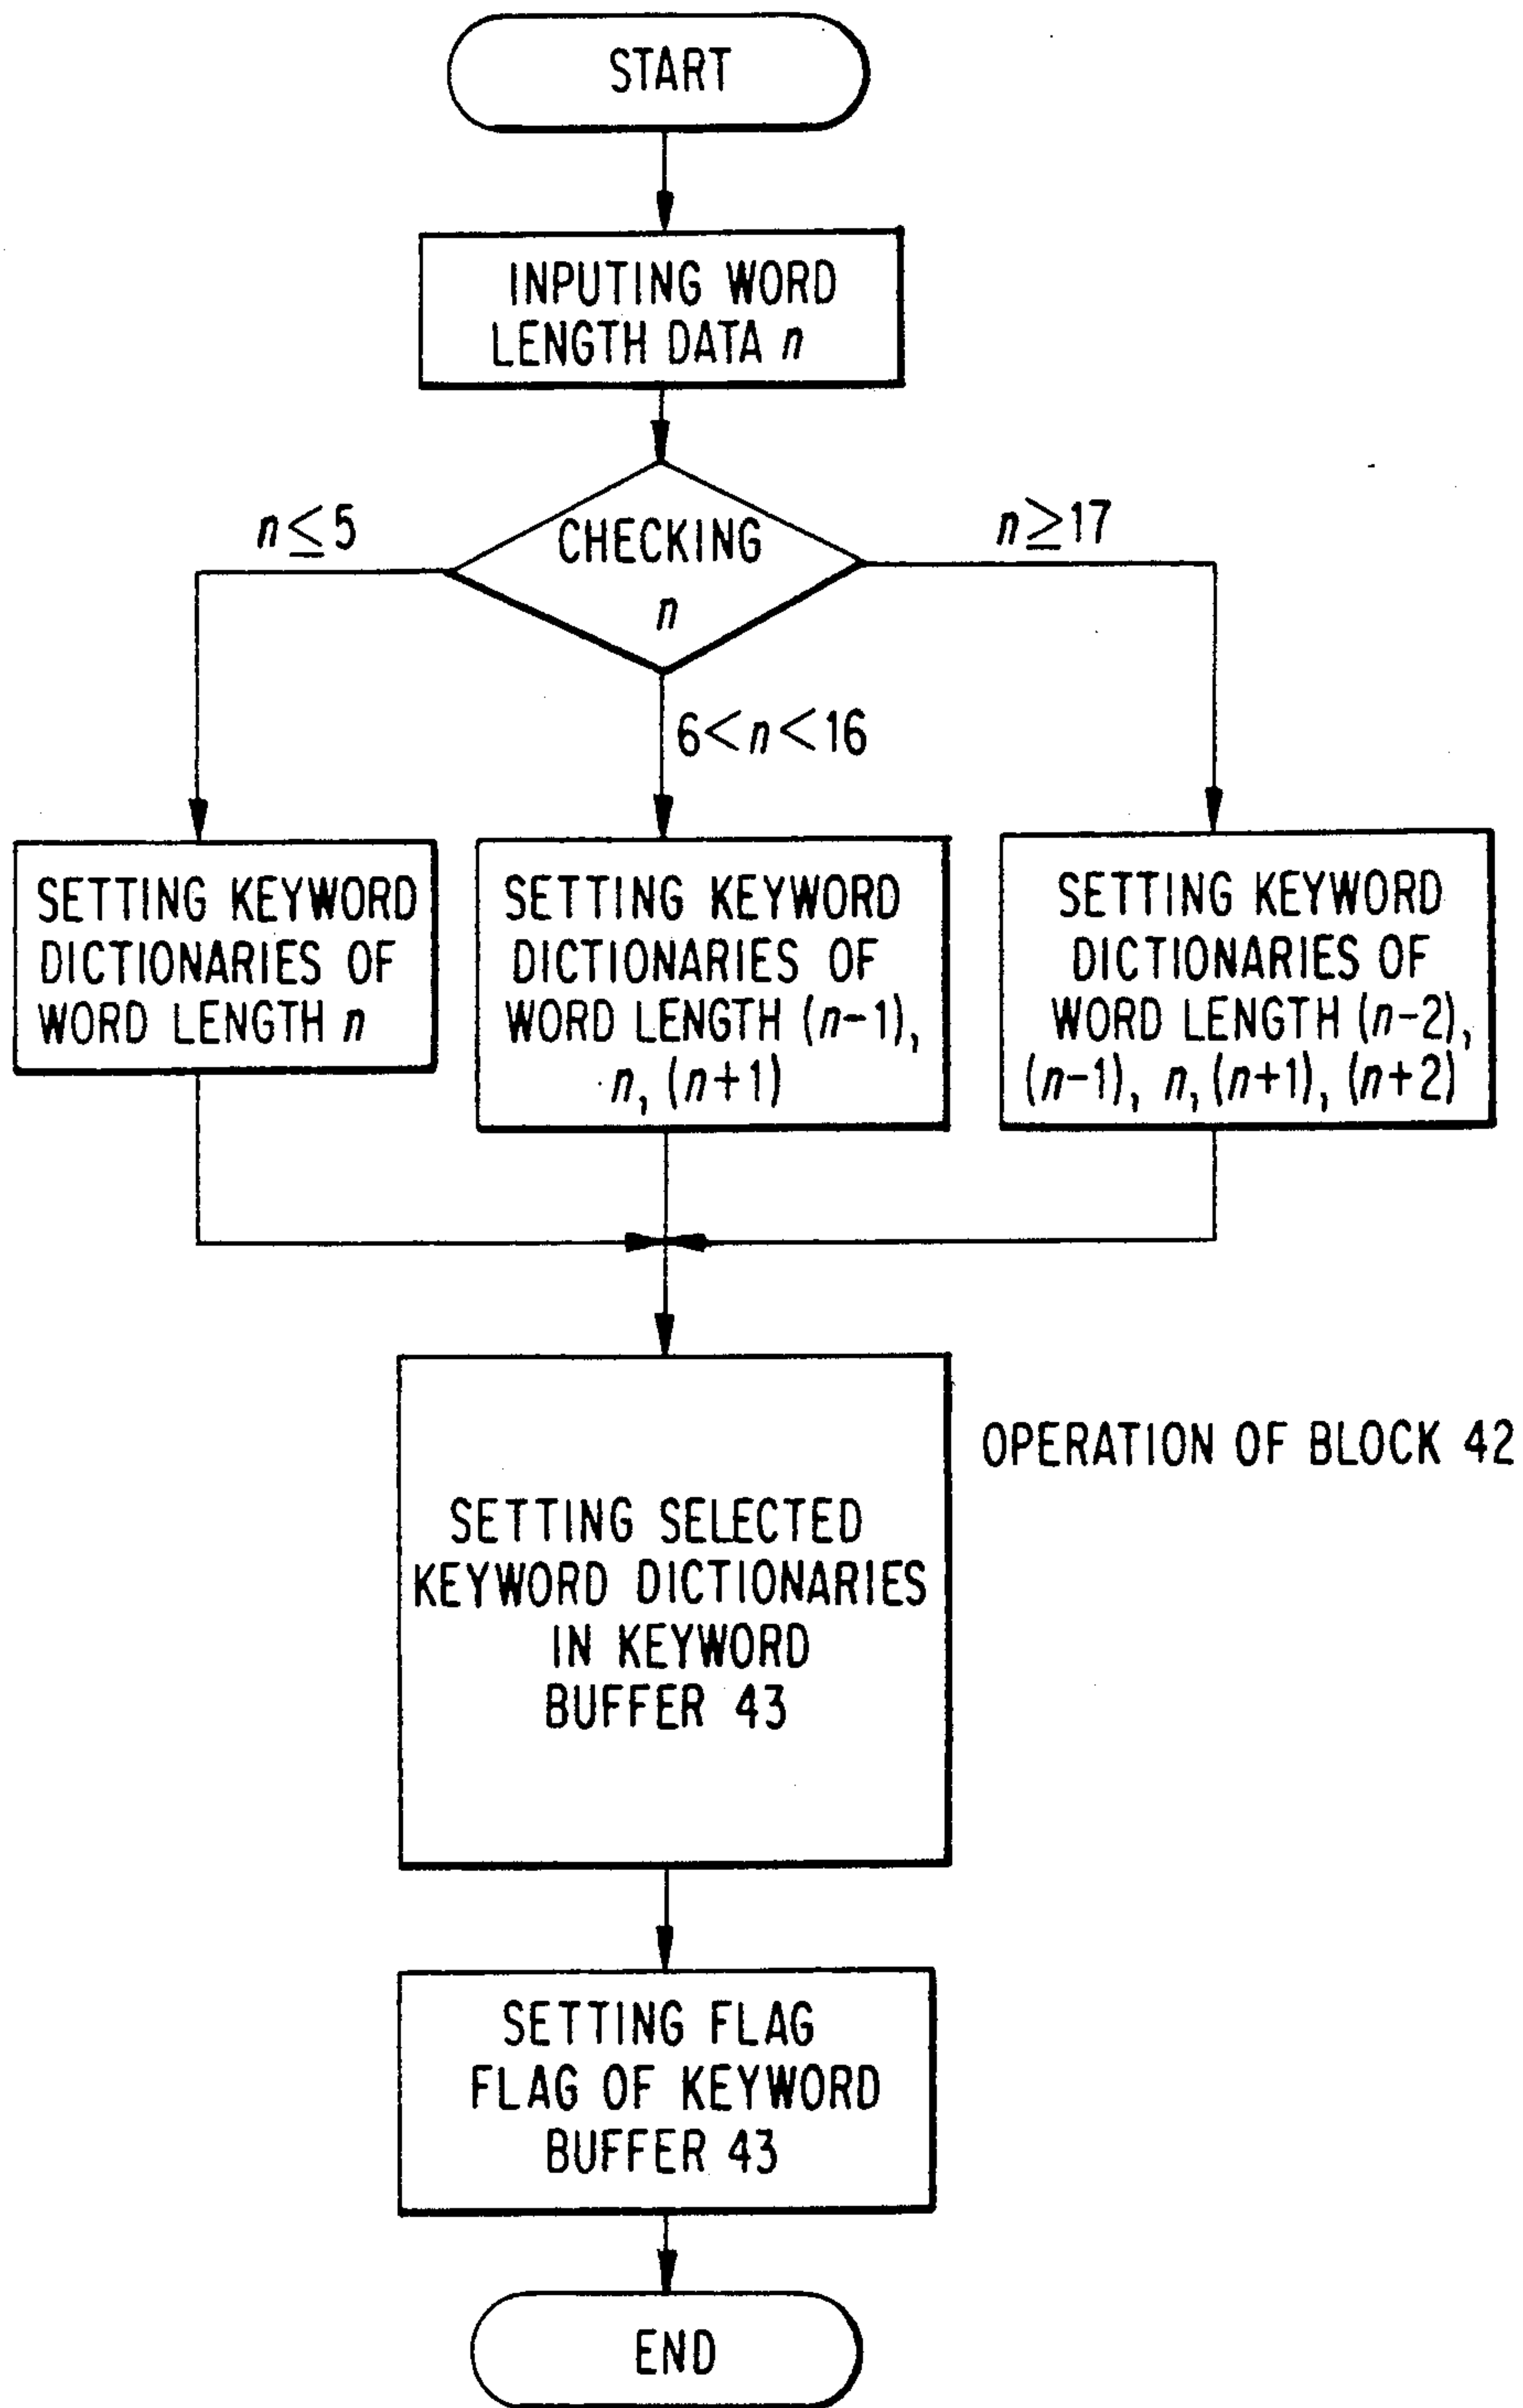 START
INPUTING WORD
LENGTH DATA n
CHECKING
n
n≤5
6<n<16
n≥17
SETTING KEYWORD
DICTIONARIES OF
WORD LENGTH n
SETTING KEYWORD
DICTIONARIES OF
WORD LENGTH (n-1),
n, (n+1)
SETTING KEYWORD
DICTIONARIES OF
WORD LENGTH (n-2),
(n-1), n, (n+1), (n+2)
OPERATION OF BLOCK 42
SETTING SELECTED
KEYWORD DICTIONARIES
IN KEYWORD
BUFFER 43
SETTING FLAG
FLAG OF KEYWORD
BUFFER 43
END